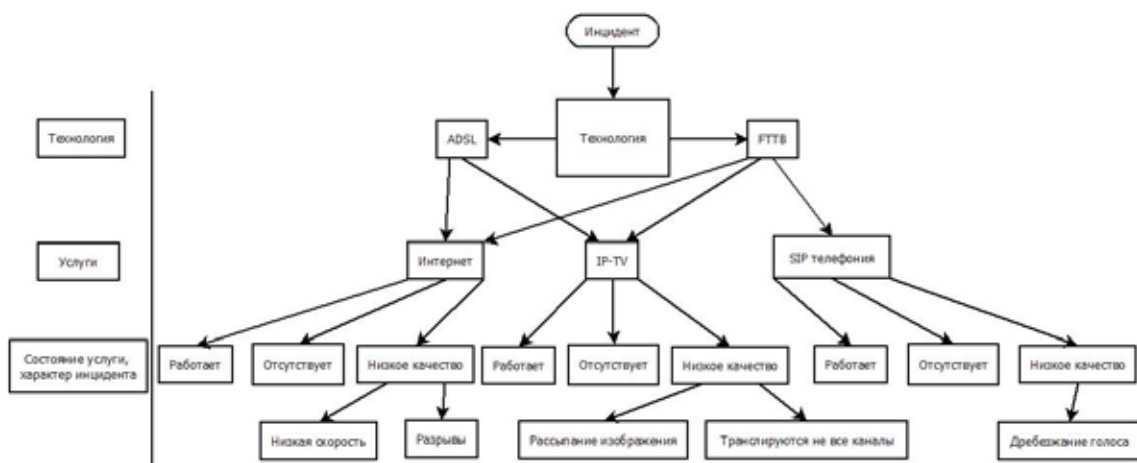 Инцидент
Технология
ADSL
Технология
FTTB
Услуги
Интернет
IP-TV
SIP телефония
Состояние услуги,
характер инцидента
Работает
Отсутствует
Низкое качество
Работает
Отсутствует
Низкое качество
Работает
Отсутствует
Низкое качество
Низкая скорость
Разрывы
Рассыпание изображения
Транслируются не все каналы
Дребезжание голоса